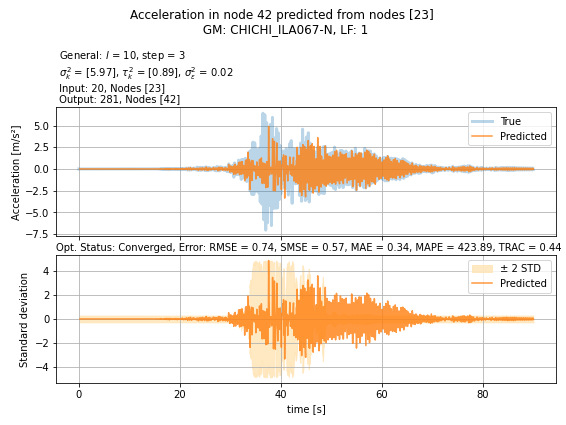 Acceleration in node 42 predicted from nodes [23]
GM: CHICHI_ILA067-N, LF: 1
General: l = 10, step = 3
σ²ₖ = [5.97], τ²ₖ = [0.89], σ²ε = 0.02
Input: 20, Nodes [23]
Output: 281, Nodes [42]
Acceleration [m/s²]
5.0
2.5
0.0
−2.5
−5.0
−7.5
True
Predicted
Opt. Status: Converged, Error: RMSE = 0.74, SMSE = 0.57, MAE = 0.34, MAPE = 423.89, TRAC = 0.44
Standard deviation
4
2
0
−2
−4
± 2 STD
Predicted
0 20 40 60 80
time [s]